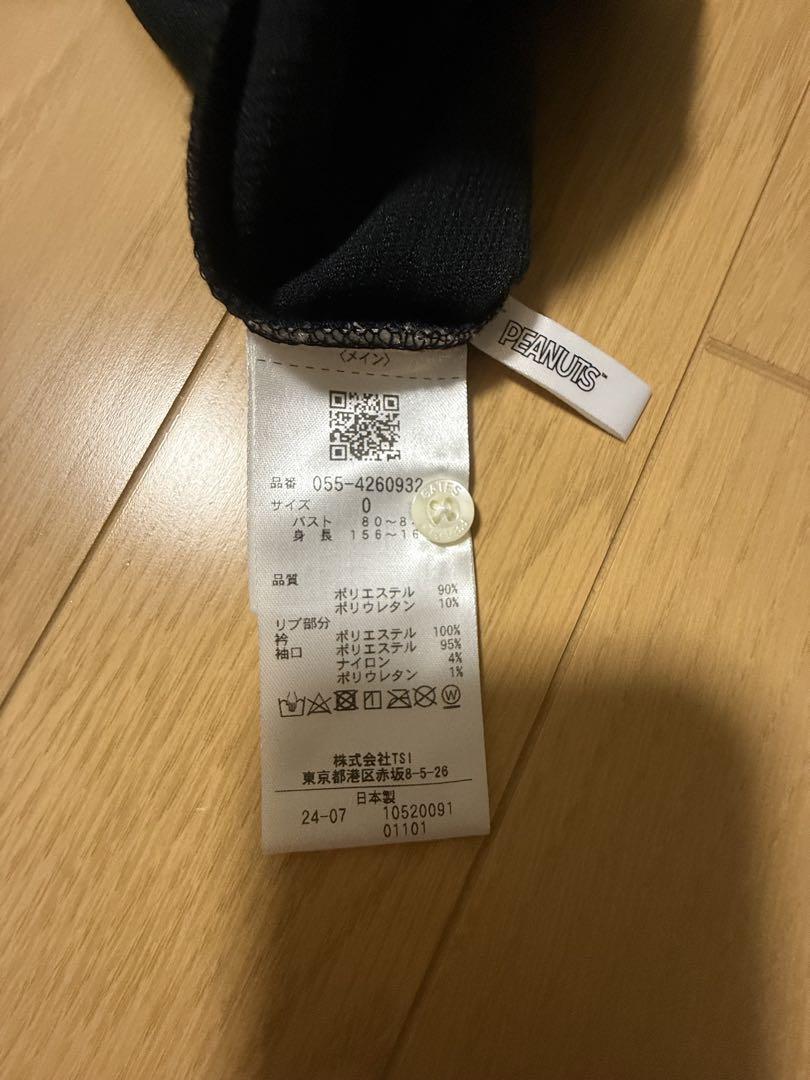 〈メイン〉
PEANUTS™
品番 055-4260932
サイズ 0
バスト 80~8
身長 156~16
品質
ポリエステル 90%
ポリウレタン 10%
リブ部分
衿 ポリエステル 100%
袖口 ポリエステル 95%
ナイロン 4%
ポリウレタン 1%
W
株式会社TSI
東京都港区赤坂8-5-26
日本製
24-07 10520091
01101